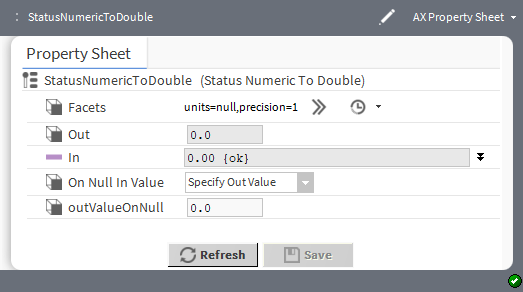 StatusNumericToDouble
AX Property Sheet
Property Sheet
StatusNumericToDouble (Status Numeric To Double)
Facets units=null,precision=1
Out 0.0
In 0.00 {ok}
On Null In Value Specify Out Value
outValueOnNull 0.0
Refresh Save